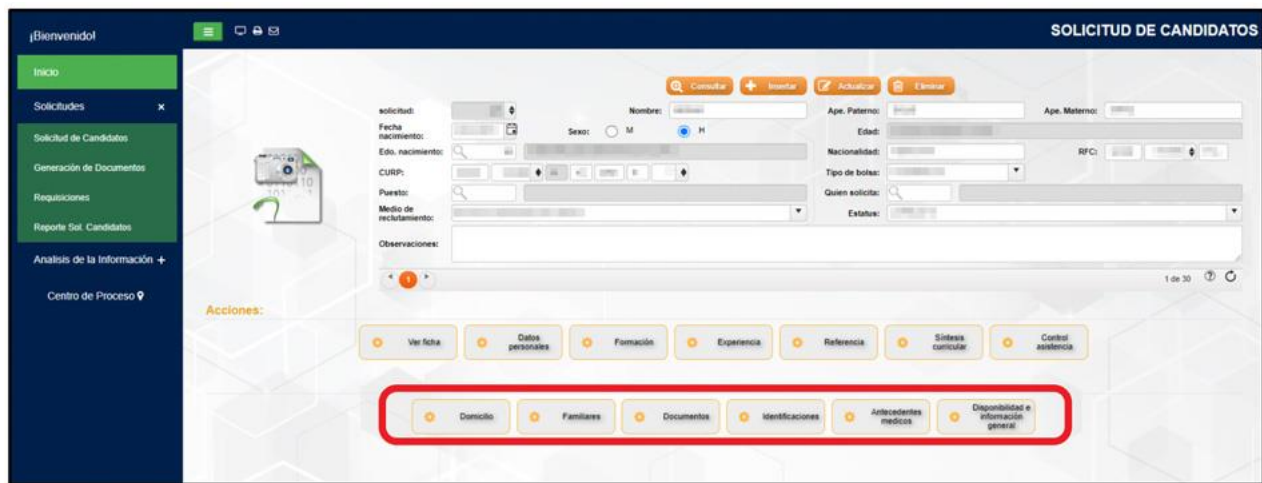 ¡Bienvenido!
SOLICITUD DE CANDIDATOS
Inicio
Solicitudes x
Solicitud de Candidatos
Generación de Documentos
Requisiciones
Reporte Sol. Candidatos
Analisis de la Información +
Centro de Proceso
Consultar Insertar Actualizar Eliminar
solicitud: Nombre: Ape. Paterno: Ape. Materno:
Fecha nacimiento: Sexo: M H Edad:
Edo. nacimiento: Nacionalidad: RFC:
CURP: Tipo de bolsa:
Puesto: Quien solicita:
Medio de reclutamiento: Estatus:
Observaciones:
1 1 de 30
Acciones:
Ver ficha Datos personales Formación Experiencia Referencia Síntesis curricular Control asistencia
Domicilio Familiares Documentos Identificaciones Antecedentes medicos Disponibilidad e información general